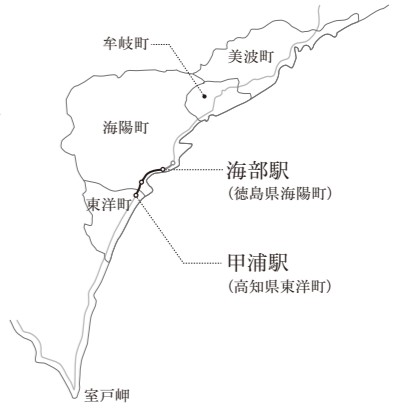 牟岐町
美波町
海陽町
海部駅
（徳島県海陽町）
東洋町
甲浦駅
（高知県東洋町）
室戸岬